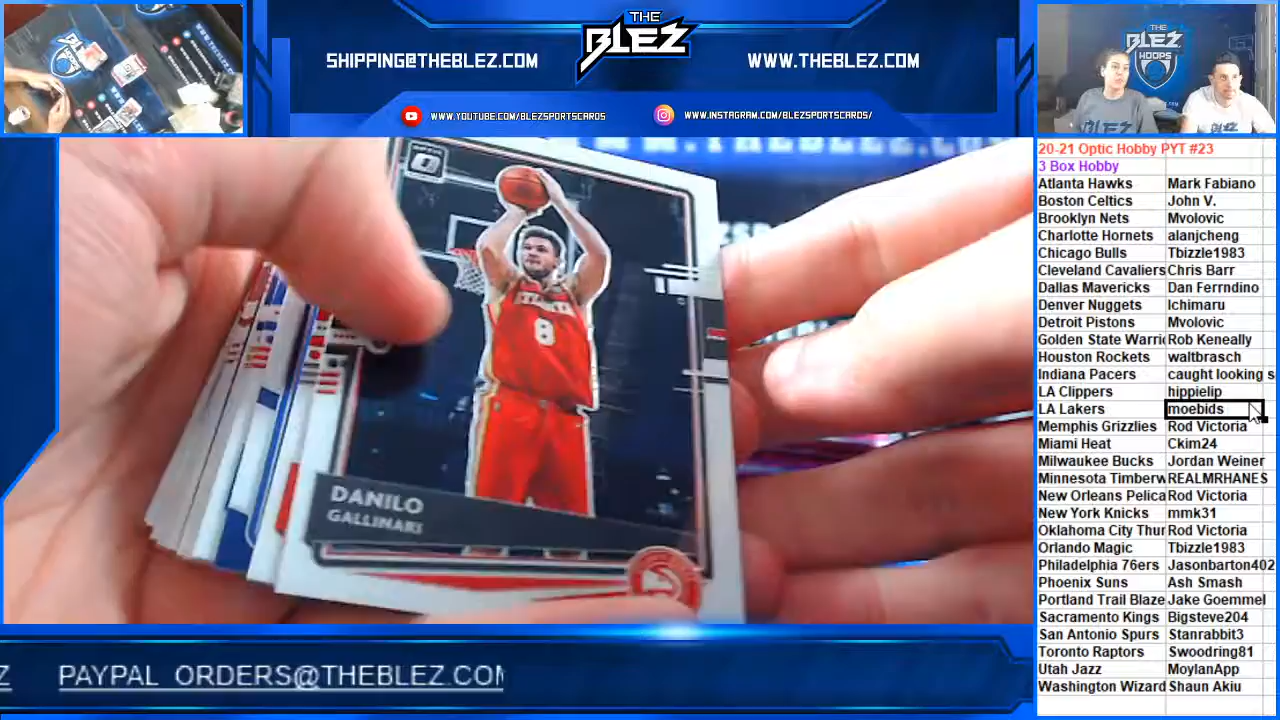 THE
BLEZ
SHIPPING@THEBLEZ.COM
WWW.THEBLEZ.COM
WWW.YOUTUBE.COM/BLEZSPORTSCARDS
WWW.INSTAGRAM.COM/BLEZSPORTSCARDS/
THE
BLEZ
HOOPS
BLEZ
ATLANTA
8
DANILO
GALLINARI
20-21 Optic Hobby PYT #23
3 Box Hobby
Atlanta Hawks Mark Fabiano
Boston Celtics John V.
Brooklyn Nets Mvolovic
Charlotte Hornets alanjcheng
Chicago Bulls Tbizzle1983
Cleveland Cavaliers Chris Barr
Dallas Mavericks Dan Ferrndino
Denver Nuggets Ichimaru
Detroit Pistons Mvolovic
Golden State Warri Rob Keneally
Houston Rockets waltbrasch
Indiana Pacers caught looking s
LA Clippers hippielip
LA Lakers moebids
Memphis Grizzlies Rod Victoria
Miami Heat Ckim24
Milwaukee Bucks Jordan Weiner
Minnesota Timberw REALMRHANES
New Orleans Pelica Rod Victoria
New York Knicks mmk31
Oklahoma City Thur Rod Victoria
Orlando Magic Tbizzle1983
Philadelphia 76ers Jasonbarton402
Phoenix Suns Ash Smash
Portland Trail Blaze Jake Goemmel
Sacramento Kings Bigsteve204
San Antonio Spurs Stanrabbit3
Toronto Raptors Swoodring81
Utah Jazz MoylanApp
Washington Wizard Shaun Akiu
Z PAYPAL ORDERS@THEBLEZ.COM